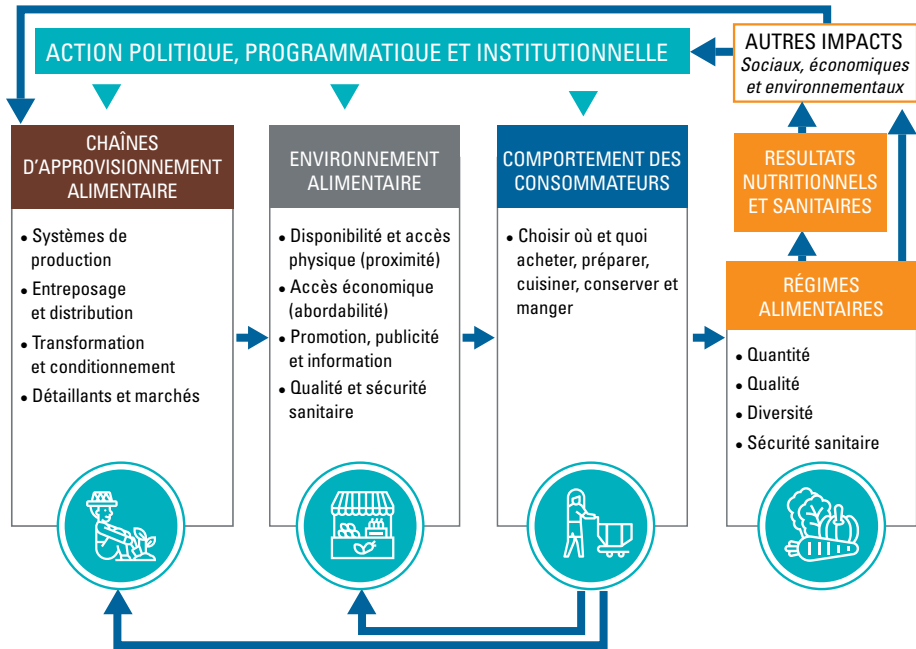 ACTION POLITIQUE, PROGRAMMATIQUE ET INSTITUTIONNELLE
AUTRES IMPACTS
Sociaux, économiques
et environnementaux
CHAÎNES
D'APPROVISIONNEMENT
ALIMENTAIRE
• Systèmes de
production
• Entreposage
et distribution
• Transformation
et conditionnement
• Détaillants et marchés
ENVIRONNEMENT
ALIMENTAIRE
• Disponibilité et accès
physique (proximité)
• Accès économique
(abordabilité)
• Promotion, publicité
et information
• Qualité et sécurité
sanitaire
COMPORTEMENT DES
CONSOMMATEURS
• Choisir où et quoi
acheter, préparer,
cuisiner, conserver et
manger
RESULTATS
NUTRITIONNELS
ET SANITAIRES
RÉGIMES
ALIMENTAIRES
• Quantité
• Qualité
• Diversité
• Sécurité sanitaire